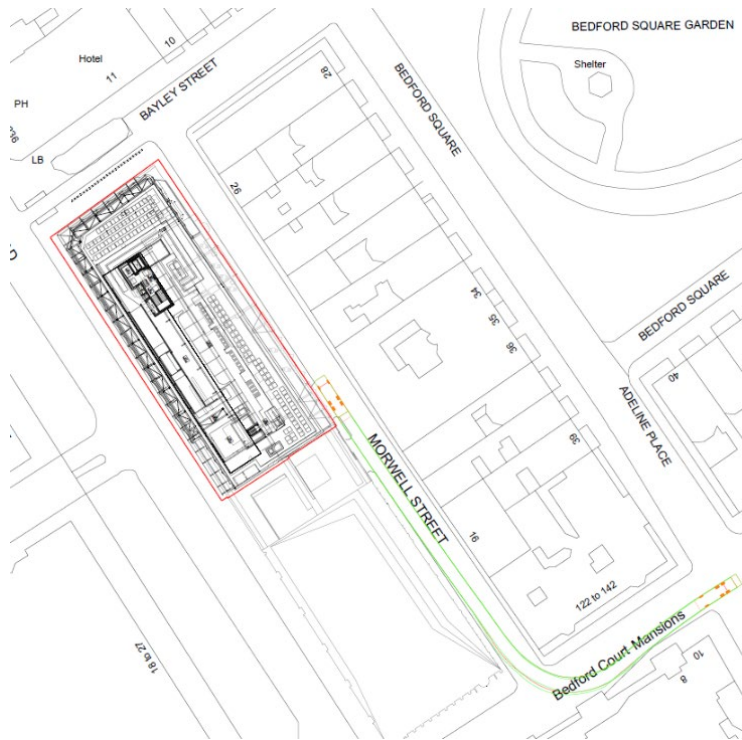 BEDFORD SQUARE GARDEN
Shelter
Hotel
10
11
BAYLEY STREET
PH
LB
28
BEDFORD SQUARE
26
34
35
36
BEDFORD SQUARE
40
ADELINE PLACE
39
MORWELL STREET
16
122 to 142
Bedford Court Mansions
10
8
18 to 27